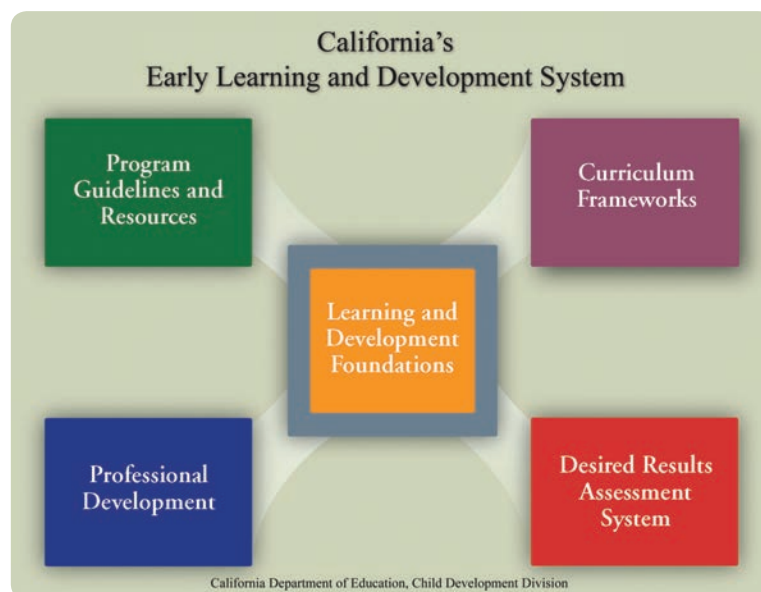 California's
Early Learning and Development System
Program
Guidelines and
Resources
Curriculum
Frameworks
Learning and
Development
Foundations
Professional
Development
Desired Results
Assessment
System
California Department of Education, Child Development Division